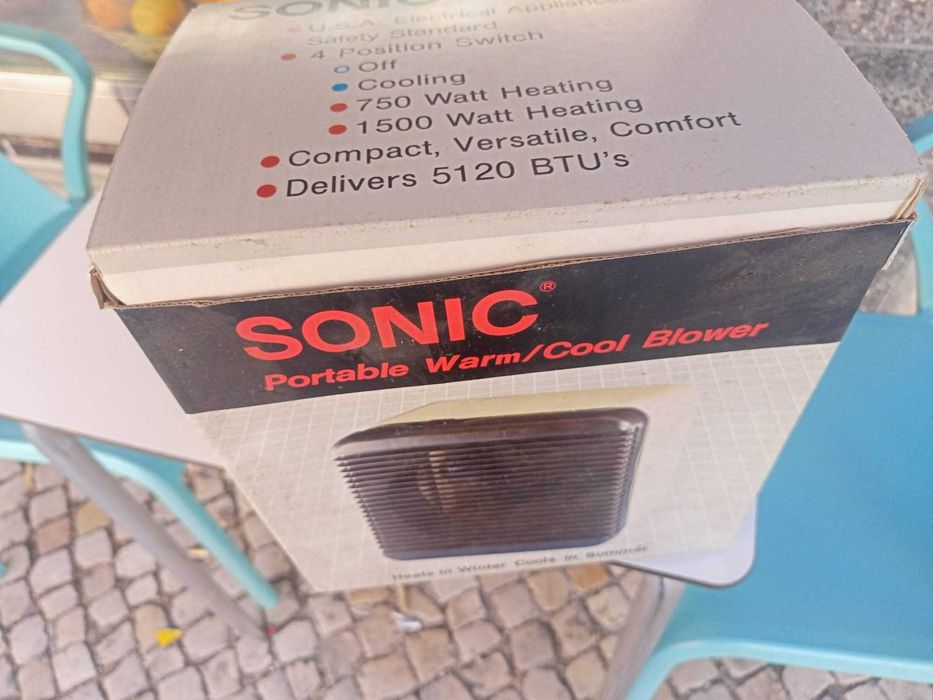 SONIC
• U.S.A. Electrical Appliances
Safety Standard
• 4 Position Switch
Off
• Cooling
• 750 Watt Heating
• 1500 Watt Heating
• Compact, Versatile, Comfort
• Delivers 5120 BTU's
SONIC®
Portable Warm/Cool Blower
Heats in Winter Cools in Summer